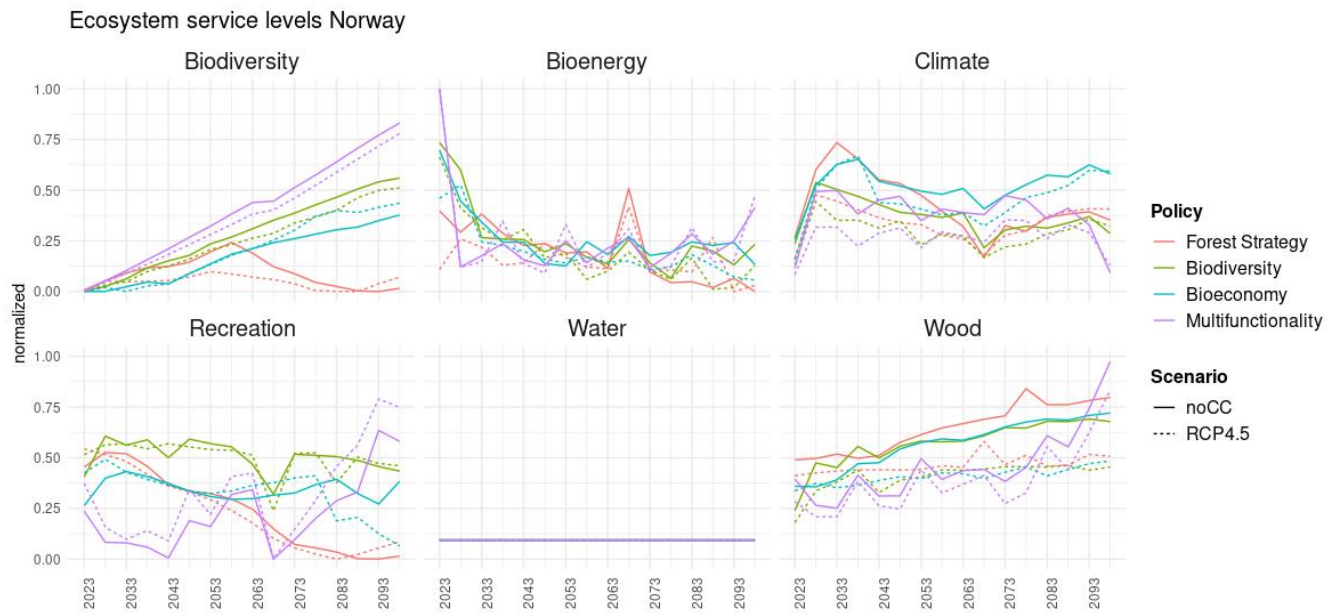 Ecosystem service levels Norway
Biodiversity Bioenergy Climate
1.00
0.75
0.50
0.25
0.00
Recreation Water Wood
normalized
1.00
0.75
0.50
0.25
0.00
2023 2033 2043 2053 2063 2073 2083 2093 2023 2033 2043 2053 2063 2073 2083 2093 2023 2033 2043 2053 2063 2073 2083 2093
Policy
Forest Strategy
Biodiversity
Bioeconomy
Multifunctionality
Scenario
noCC
RCP4.5